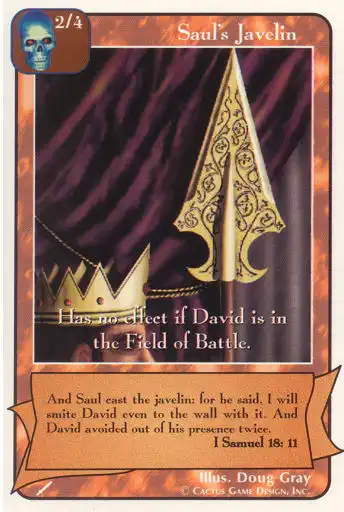 2/4
Saul's Javelin
Has no effect if David is in
the Field of Battle.
And Saul cast the javelin: for he said, I will
smite David even to the wall with it. And
David avoided out of his presence twice.
I Samuel 18: 11
Illus. Doug Gray
© Cactus Game Design, Inc.